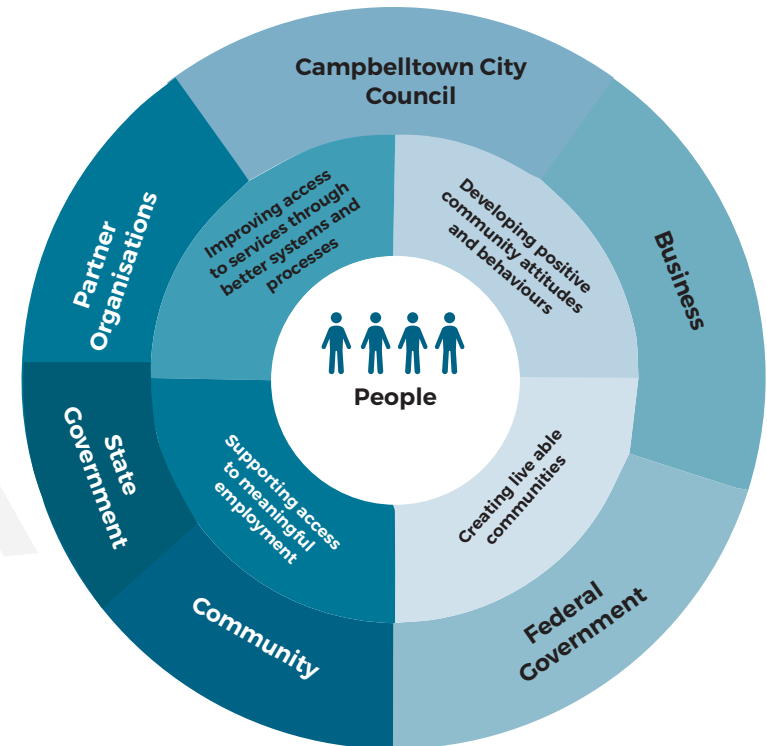 Campbelltown City
Council
Business
Federal
Government
Community
State
Government
Partner
Organisations
Improving access
to services through
better systems and
processes
Developing positive
community attitudes
and behaviours
Creating live able
communities
Supporting access
to meaningful
employment
People